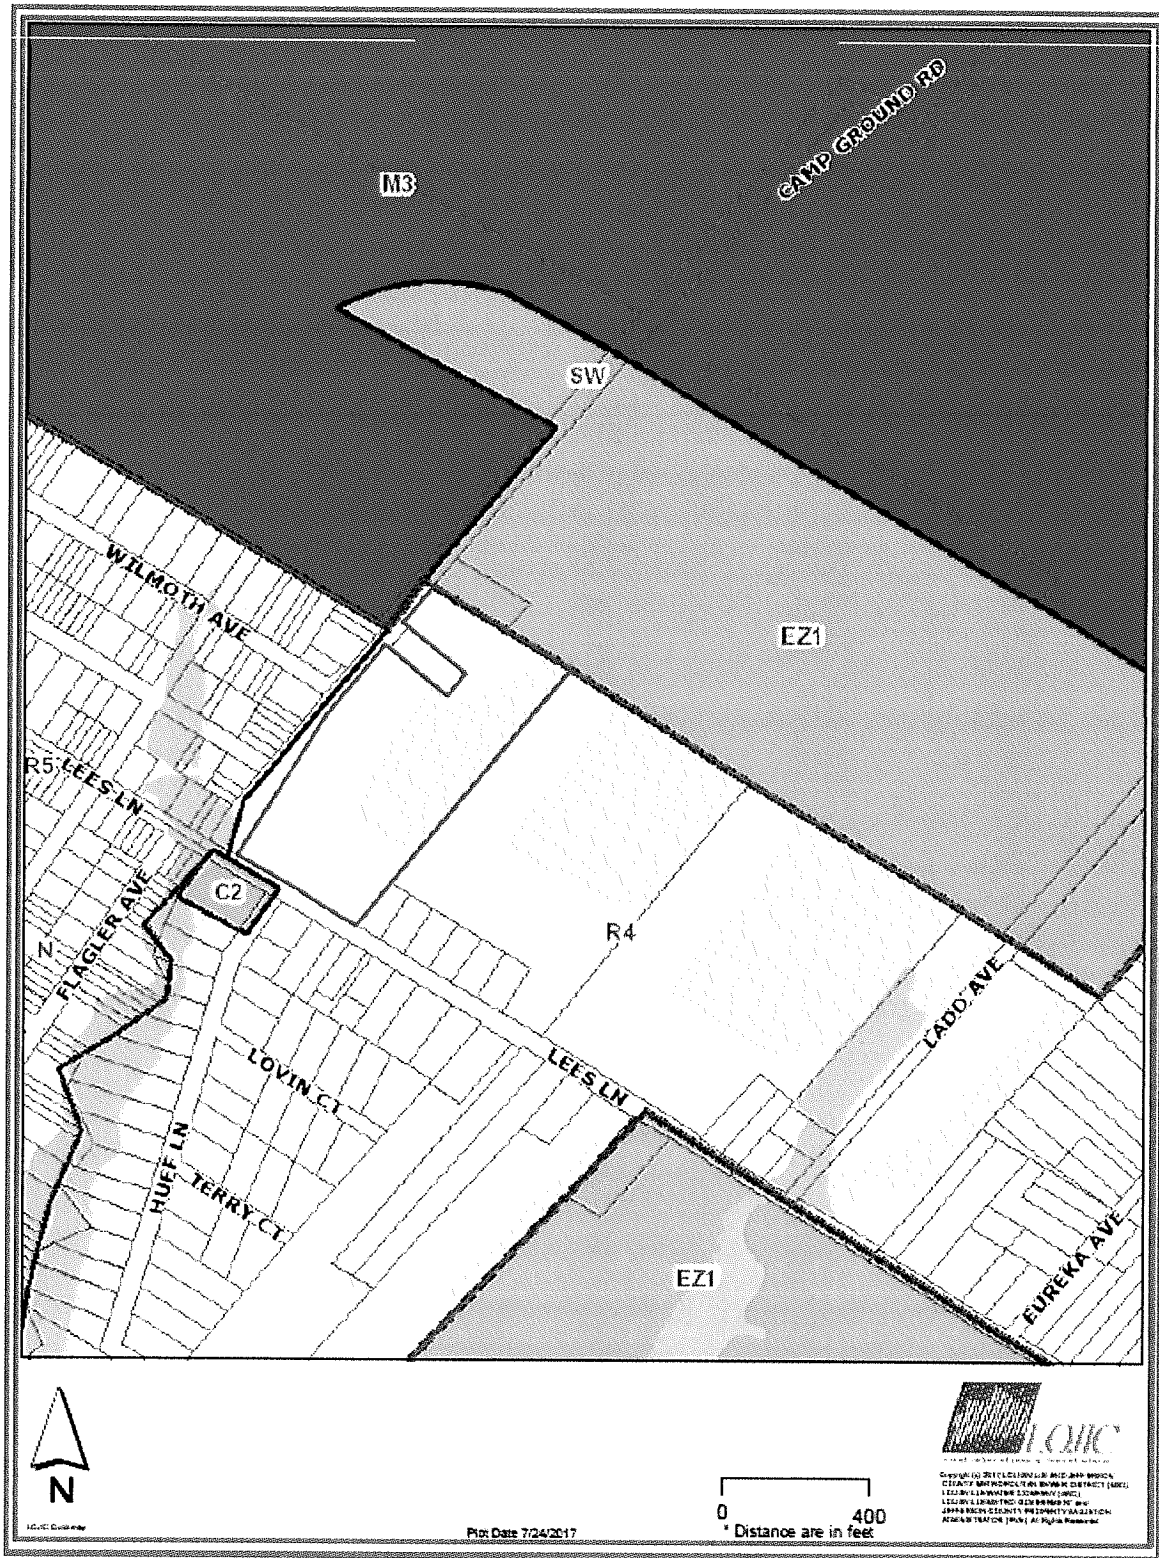 CAMP GROUND RD
M3
SW
WILMOTH AVE
EZ1
R5
LEES LN
C2
R4
N
FLAGLER AVE
LADD AVE
LEES LN
LOVIN CT
HUFF LN
TERRY CT
EZ1
EUREKA AVE
N
LOJIC
0 400
* Distance are in feet
Plot Date 7/24/2017